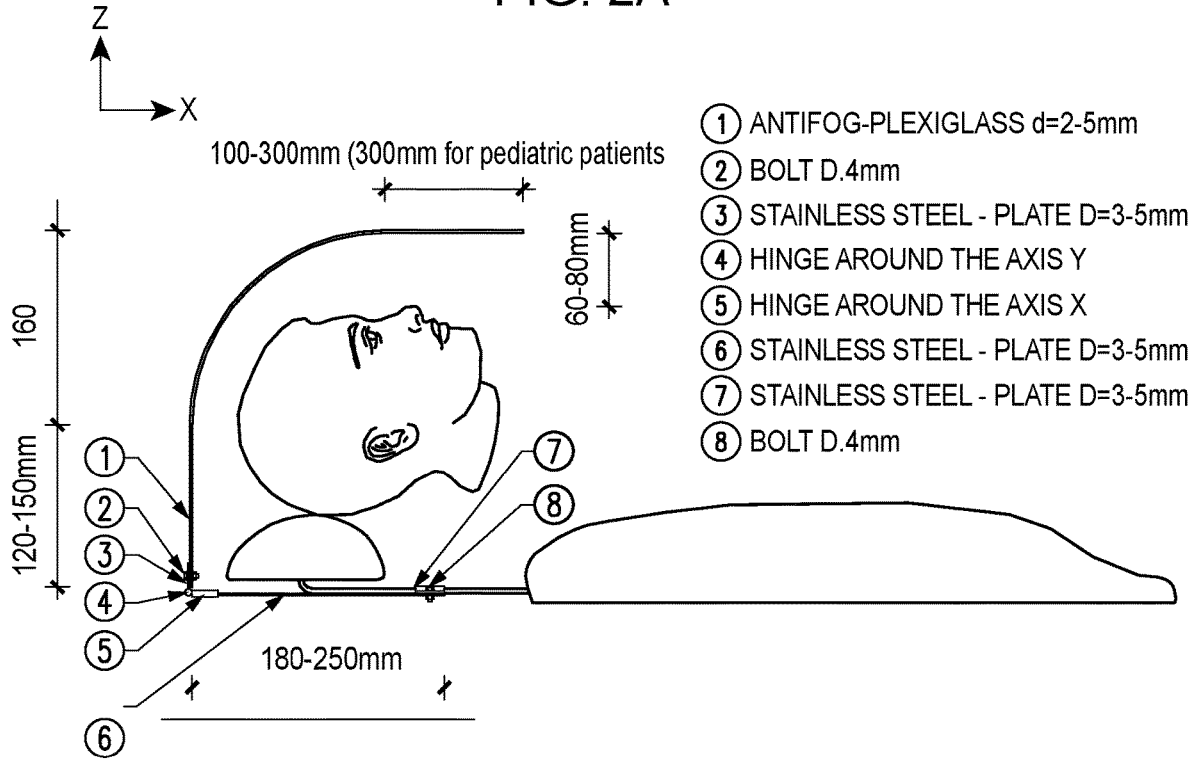 FIG. 2A
Z
X
100-300mm (300mm for pediatric patients
60-80mm
160
120-150mm
180-250mm
1
2
3
4
5
6
7
8
1 ANTIFOG-PLEXIGLASS d=2-5mm
2 BOLT D.4mm
3 STAINLESS STEEL - PLATE D=3-5mm
4 HINGE AROUND THE AXIS Y
5 HINGE AROUND THE AXIS X
6 STAINLESS STEEL - PLATE D=3-5mm
7 STAINLESS STEEL - PLATE D=3-5mm
8 BOLT D.4mm